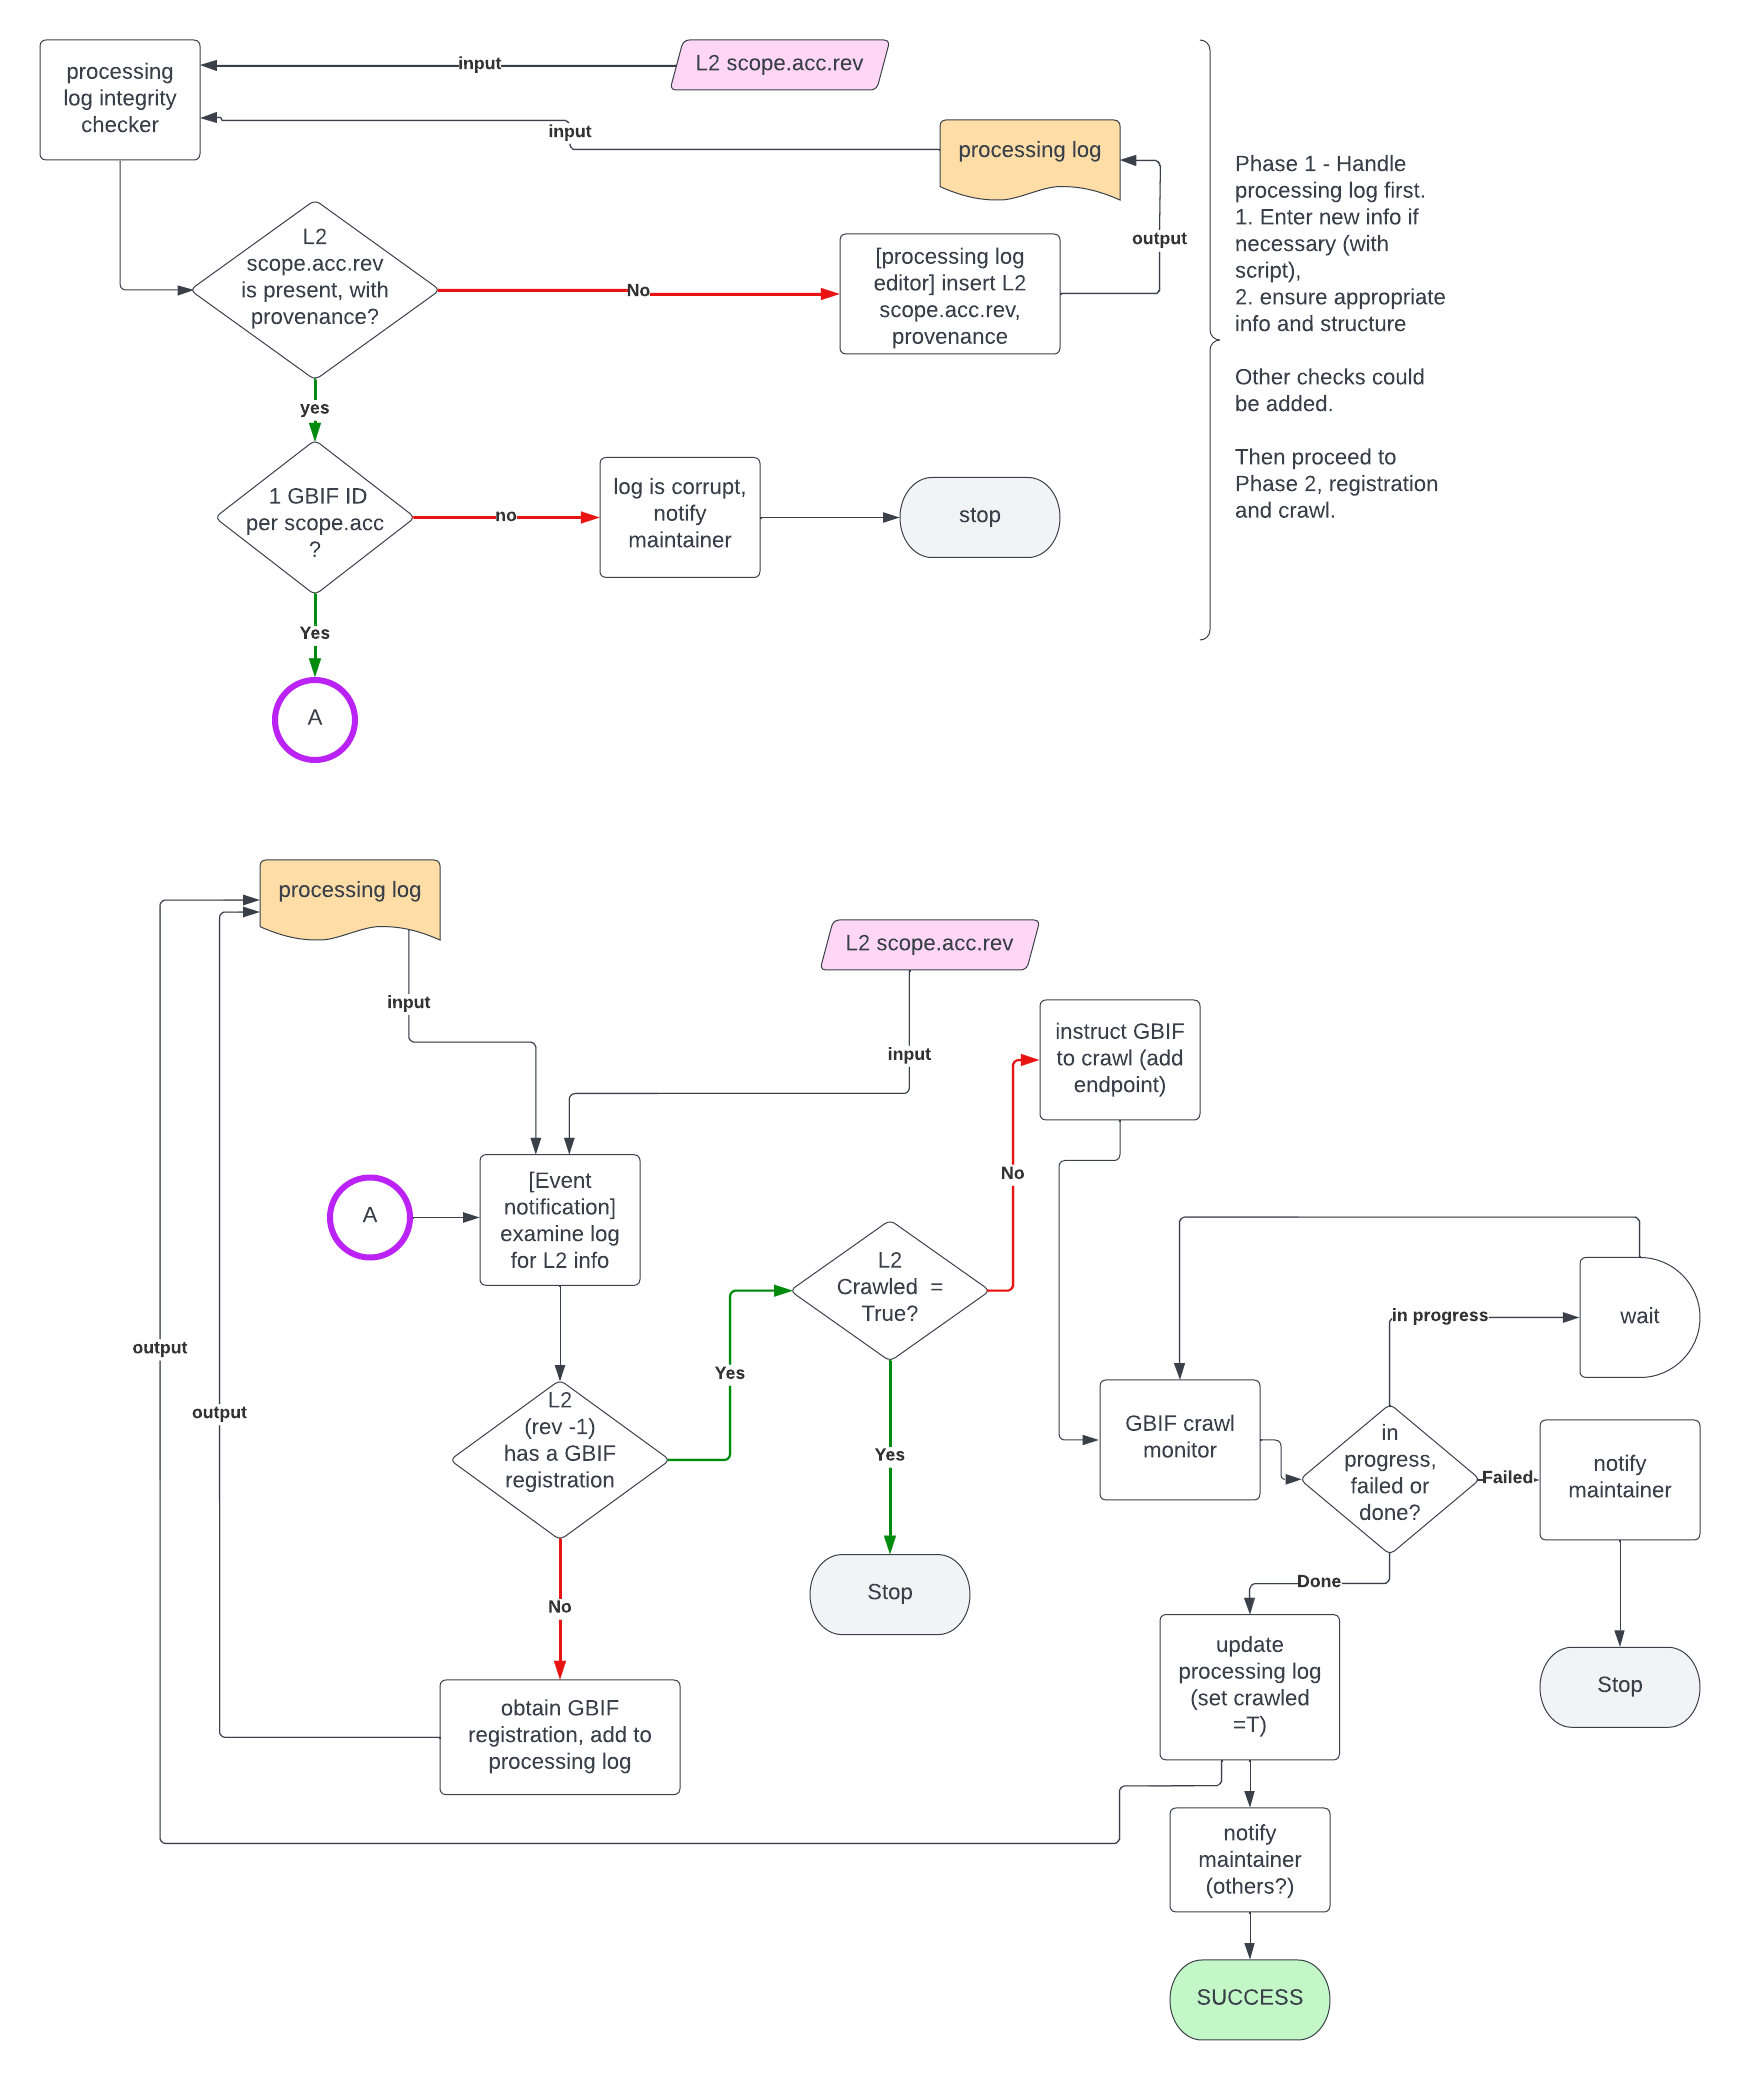 processing
log integrity
checker
input
L2 scope.acc.rev
input
processing log
output
L2
scope.acc.rev
is present, with
provenance?
No
[processing log
editor] insert L2
scope.acc.rev,
provenance
yes
1 GBIF ID
per scope.acc
?
no
log is corrupt,
notify
maintainer
stop
Yes
A
Phase 1 - Handle
processing log first.
1. Enter new info if
necessary (with
script),
2. ensure appropriate
info and structure
Other checks could
be added.
Then proceed to
Phase 2, registration
and crawl.
processing log
input
L2 scope.acc.rev
input
A
[Event
notification]
examine log
for L2 info
output
output
L2
(rev -1)
has a GBIF
registration
Yes
No
obtain GBIF
registration, add to
processing log
L2
Crawled  =
True?
No
Yes
Stop
instruct GBIF
to crawl (add
endpoint)
GBIF crawl
monitor
in
progress,
failed or
done?
in progress
wait
Failed
notify
maintainer
Stop
Done
update
processing log
(set crawled
=T)
notify
maintainer
(others?)
SUCCESS